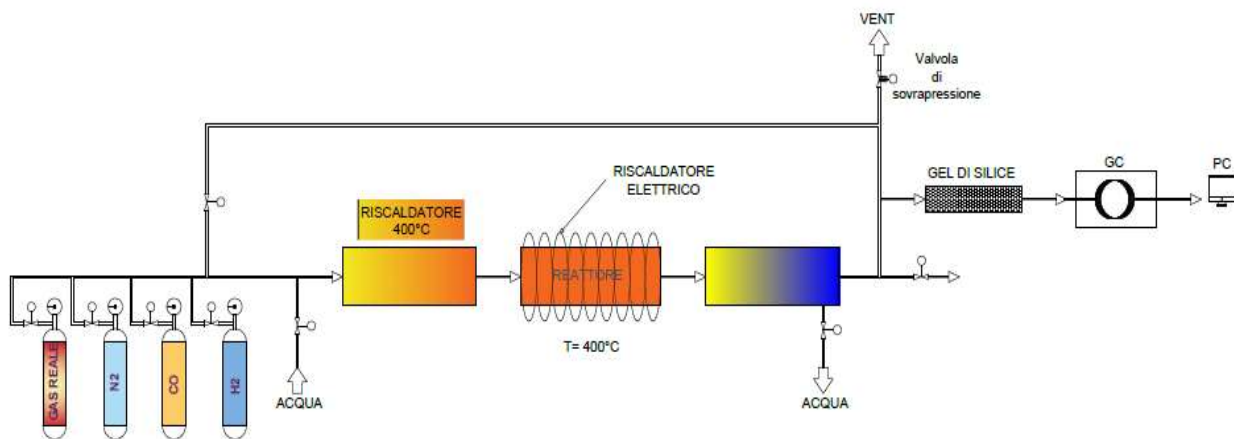 VENT
Valvola
di
sovrapressione
RISCALDATORE
ELETTRICO
GEL DI SILICE
GC
PC
RISCALDATORE
400°C
REATTIORE
T= 400°C
GAS REALE
N2
CO
H2
ACQUA
ACQUA